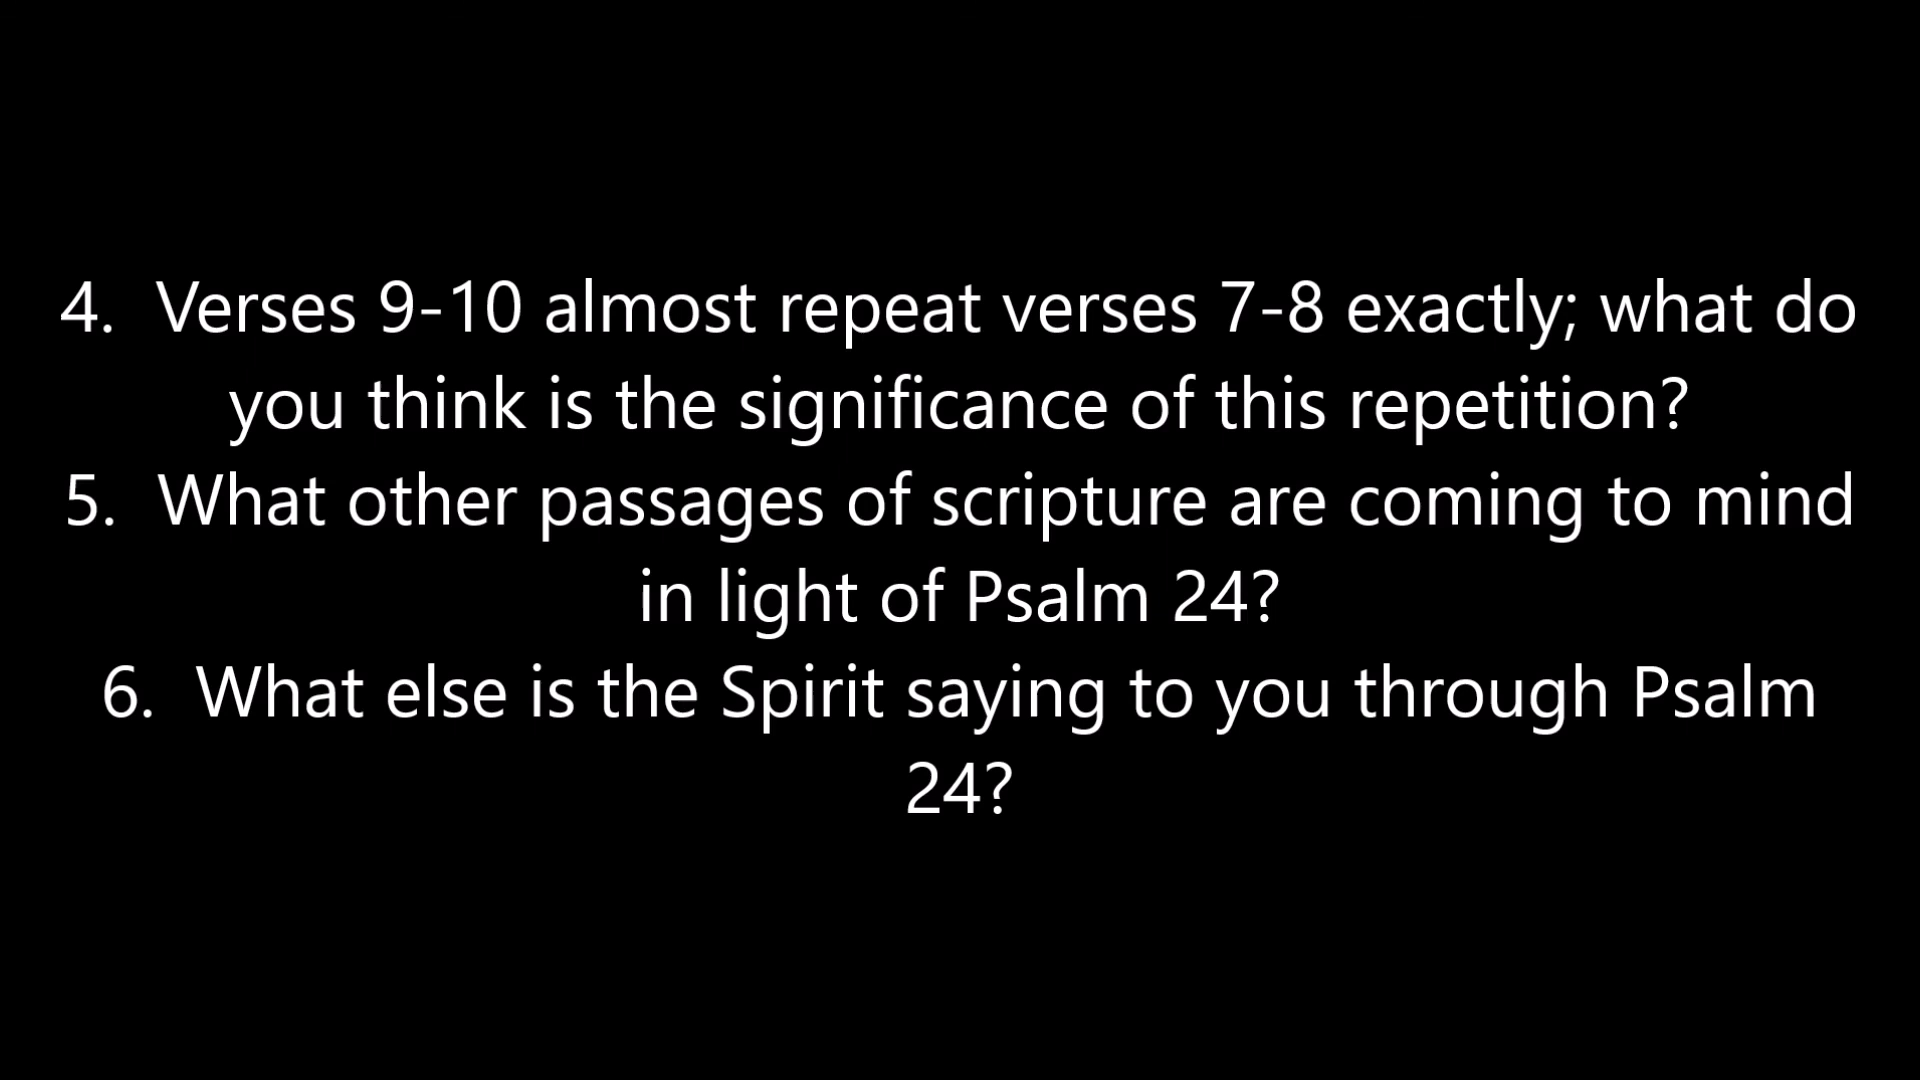 4.  Verses 9-10 almost repeat verses 7-8 exactly; what do
you think is the significance of this repetition?
5.  What other passages of scripture are coming to mind
in light of Psalm 24?
6.  What else is the Spirit saying to you through Psalm
24?